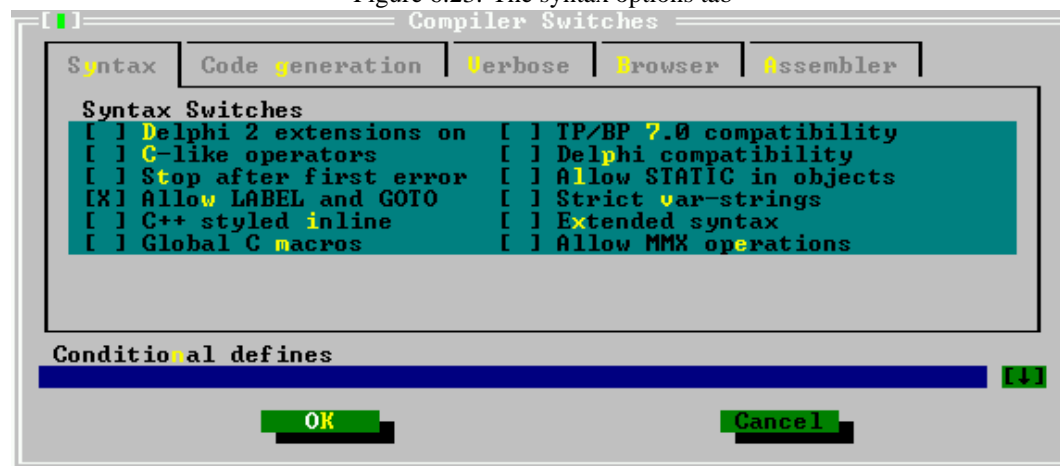 Figure 6.23: The syntax options tab
[ ] Compiler Switches
Syntax Code generation Verbose Browser Assembler
Syntax Switches
[ ] Delphi 2 extensions on [ ] TP/BP 7.0 compatibility
[ ] C-like operators [ ] Delphi compatibility
[ ] Stop after first error [ ] Allow STATIC in objects
[X] Allow LABEL and GOTO [ ] Strict var-strings
[ ] C++ styled inline [ ] Extended syntax
[ ] Global C macros [ ] Allow MMX operations
Conditional defines
[↓]
OK Cancel